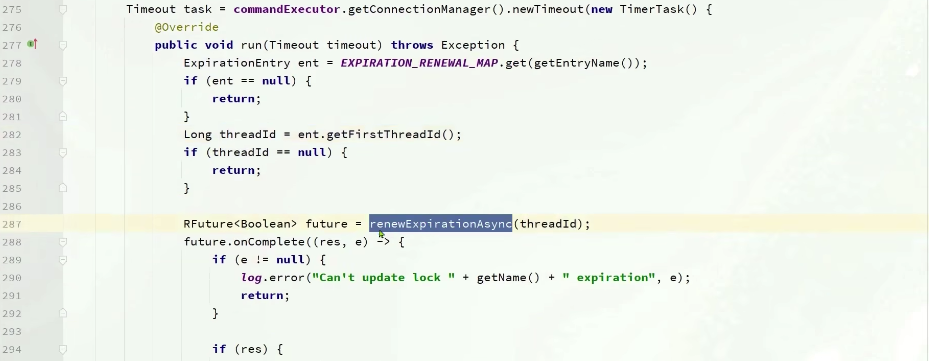 275 Timeout task = commandExecutor.getConnectionManager().newTimeout(new TimerTask() {
276 @Override
277 public void run(Timeout timeout) throws Exception {
278 ExpirationEntry ent = EXPIRATION_RENEWAL_MAP.get(getEntryName());
279 if (ent == null) {
280 return;
281 }
282 Long threadId = ent.getFirstThreadId();
283 if (threadId == null) {
284 return;
285 }
286
287 RFuture<Boolean> future = renewExpirationAsync(threadId);
288 future.onComplete((res, e) -> {
289 if (e != null) {
290 log.error("Can't update lock " + getName() + " expiration", e);
291 return;
292 }
293
294 if (res) {